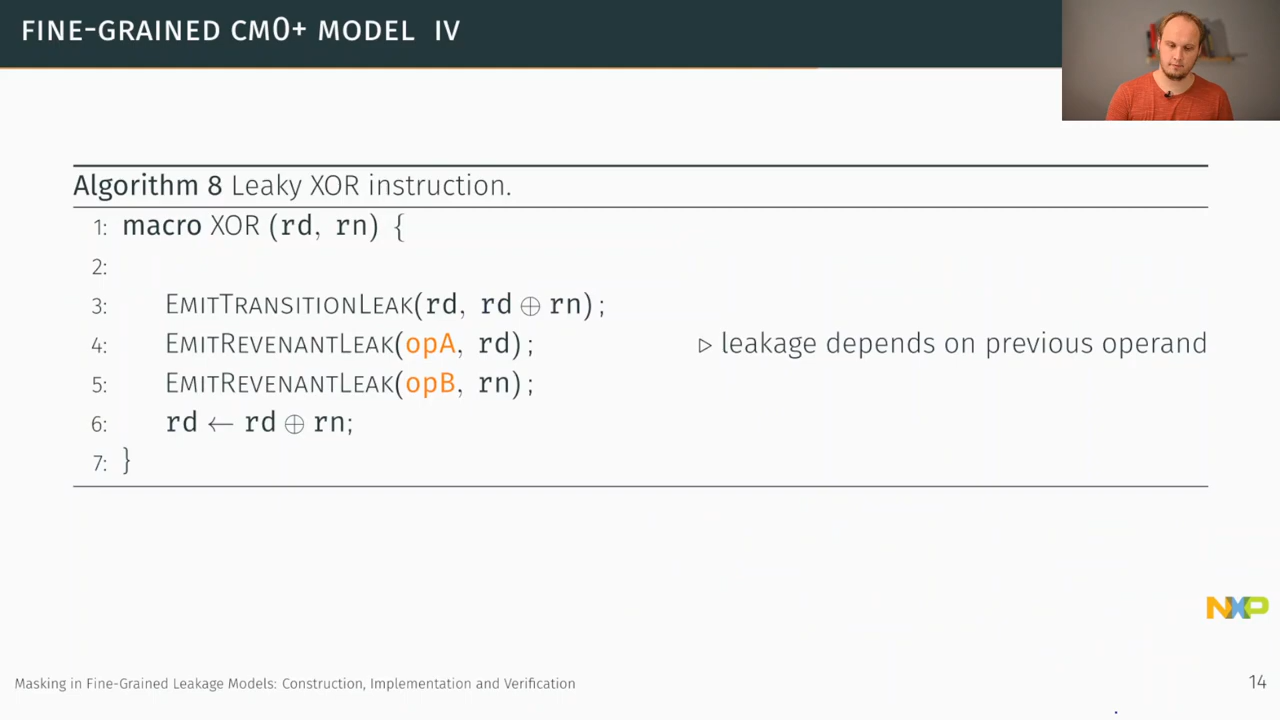 FINE-GRAINED CM0+ MODEL IV
Algorithm 8 Leaky XOR instruction.
1: macro XOR (rd, rn) {
2:
3: EMITTRANSITIONLEAK(rd, rd ⊕ rn);
4: EMITREVENANTLEAK(opA, rd); ▷ leakage depends on previous operand
5: EMITREVENANTLEAK(opB, rn);
6: rd ← rd ⊕ rn;
7: }
NXP
Masking in Fine-Grained Leakage Models: Construction, Implementation and Verification
14